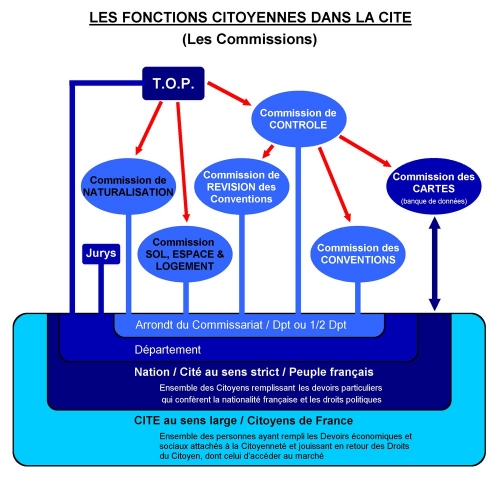 LES FONCTIONS CITOYENNES DANS LA CITE
(Les Commissions)
T.O.P.
Commission de
CONTROLE
Commission de
NATURALISATION
Commission de
REVISION des
Conventions
Commission des
CARTES
(banque de données)
Jurys
Commission
SOL, ESPACE &
LOGEMENT
Commission des
CONVENTIONS
Arrondt du Commissariat / Dpt ou 1/2 Dpt
Département
Nation / Cité au sens strict / Peuple français
Ensemble des Citoyens remplissant les devoirs particuliers
qui confèrent la nationalité française et les droits politiques
CITE au sens large / Citoyens de France
Ensemble des personnes ayant rempli les Devoirs économiques et
sociaux attachés à la Citoyenneté et jouissant en retour des Droits
du Citoyen, dont celui d'accéder au marché